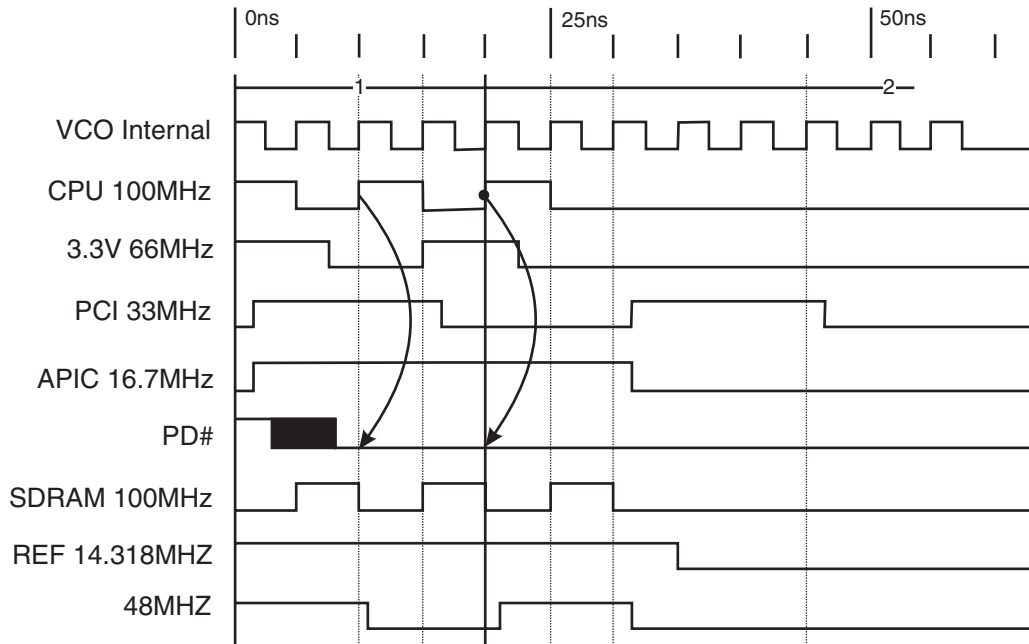 0ns 25ns 50ns
1 2
VCO Internal
CPU 100MHz
3.3V 66MHz
PCI 33MHz
APIC 16.7MHz
PD#
SDRAM 100MHz
REF 14.318MHZ
48MHZ